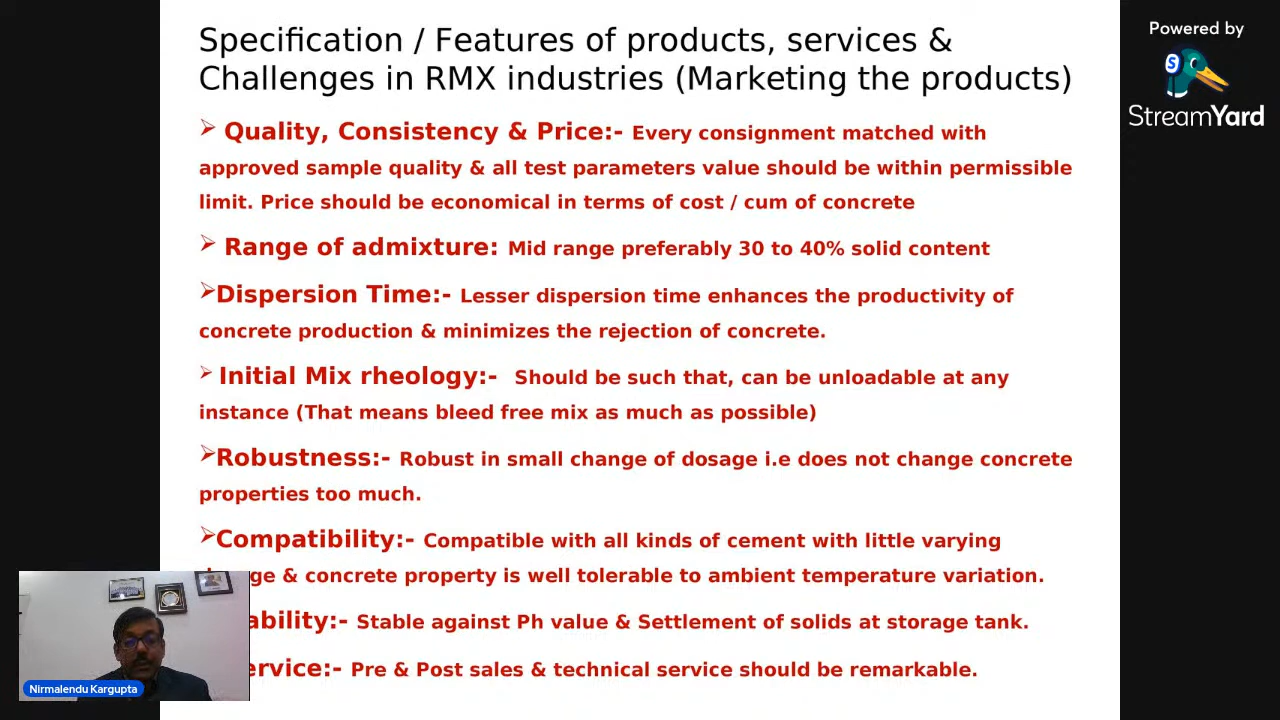 Specification / Features of products, services &
Challenges in RMX industries (Marketing the products)
Quality, Consistency & Price:- Every consignment matched with
approved sample quality & all test parameters value should be within permissible
limit. Price should be economical in terms of cost / cum of concrete
Range of admixture: Mid range preferably 30 to 40% solid content
Dispersion Time:- Lesser dispersion time enhances the productivity of
concrete production & minimizes the rejection of concrete.
Initial Mix rheology:- Should be such that, can be unloadable at any
instance (That means bleed free mix as much as possible)
Robustness:- Robust in small change of dosage i.e does not change concrete
properties too much.
Compatibility:- Compatible with all kinds of cement with little varying
& concrete property is well tolerable to ambient temperature variation.
Stable against Ph value & Settlement of solids at storage tank.
Pre & Post sales & technical service should be remarkable.
Powered by
StreamYard
Nirmalendu Kargupta